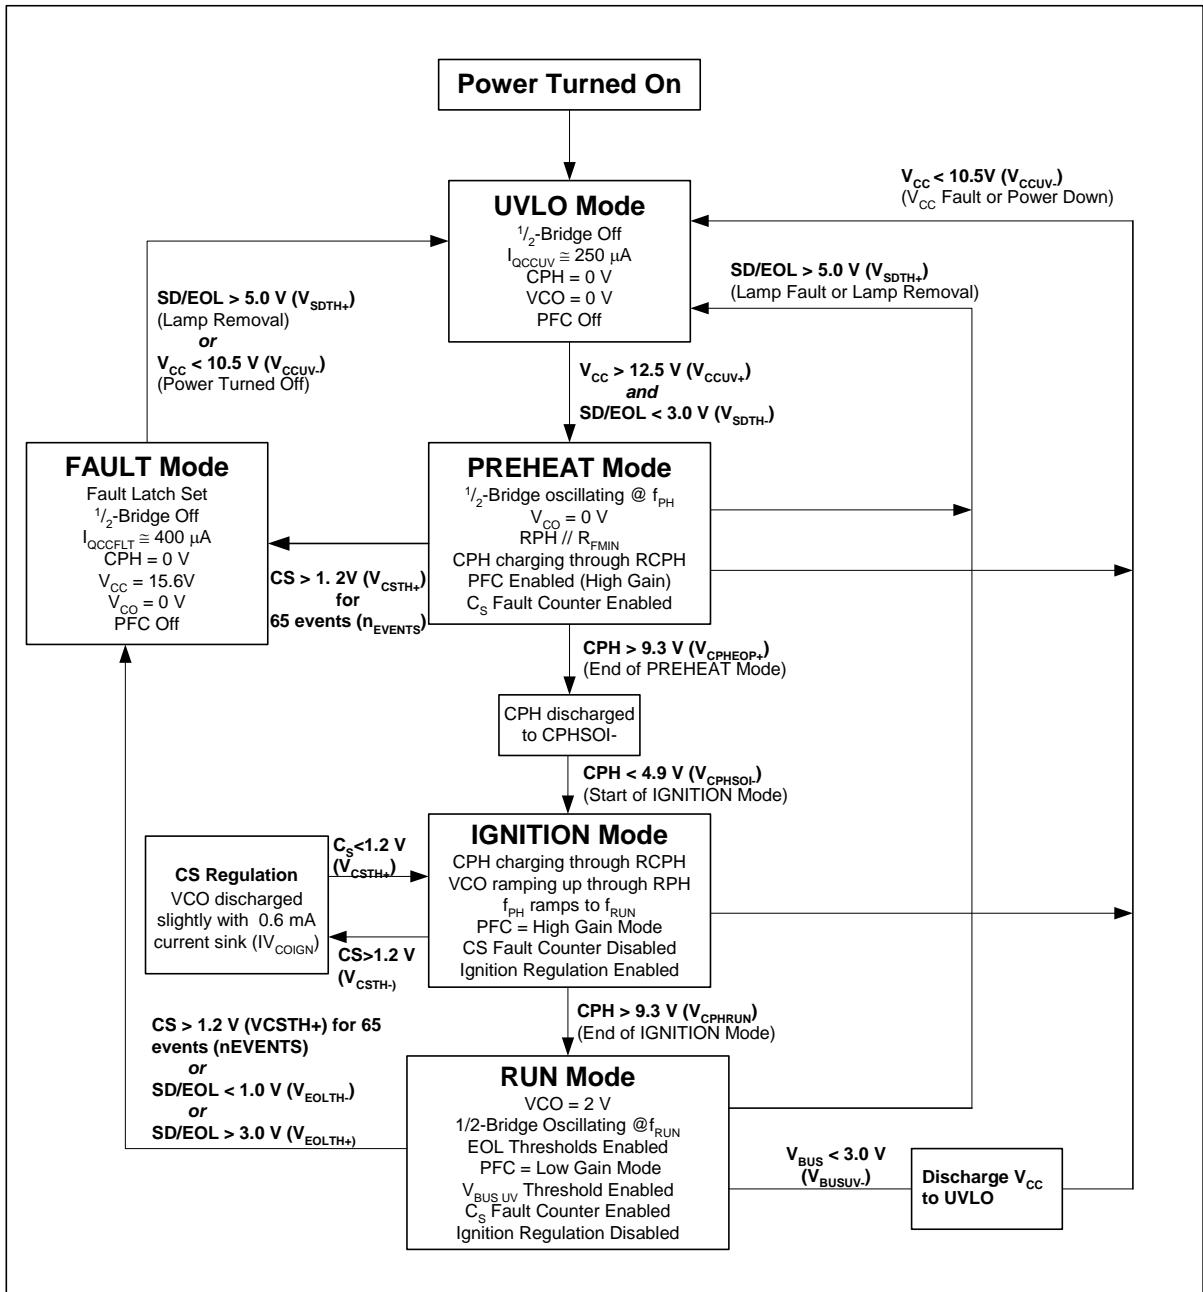 Power Turned On
V_CC < 10.5V (V_CCUV-)
(V_CC Fault or Power Down)
UVLO Mode
1/2-Bridge Off
I_QCCUV ≅ 250 µA
CPH = 0 V
VCO = 0 V
PFC Off
SD/EOL > 5.0 V (V_SDTH+)
(Lamp Removal)
or
V_CC < 10.5 V (V_CCUV-)
(Power Turned Off)
SD/EOL > 5.0 V (V_SDTH+)
(Lamp Fault or Lamp Removal)
V_CC > 12.5 V (V_CCUV+)
and
SD/EOL < 3.0 V (V_SDTH-)
FAULT Mode
Fault Latch Set
1/2-Bridge Off
I_QCCFLT ≅ 400 µA
CPH = 0 V
V_CC = 15.6V
V_CO = 0 V
PFC Off
PREHEAT Mode
1/2-Bridge oscillating @ f_PH
V_CO = 0 V
RPH // R_FMIN
CPH charging through RCPH
PFC Enabled (High Gain)
C_S Fault Counter Enabled
CS > 1. 2V (V_CSTH+)
for
65 events (n_EVENTS)
CPH > 9.3 V (V_CPHEOP+)
(End of PREHEAT Mode)
CPH discharged
to CPHSOI-
CPH < 4.9 V (V_CPHSOI-)
(Start of IGNITION Mode)
CS Regulation
VCO discharged
slightly with 0.6 mA
current sink (IV_COIGN)
C_S<1.2 V
(V_CSTH+)
CS>1.2 V
(V_CSTH-)
IGNITION Mode
CPH charging through RCPH
VCO ramping up through RPH
f_PH ramps to f_RUN
PFC = High Gain Mode
CS Fault Counter Disabled
Ignition Regulation Enabled
CPH > 9.3 V (V_CPHRUN)
(End of IGNITION Mode)
CS > 1.2 V (VCSTH+) for 65
events (nEVENTS)
or
SD/EOL < 1.0 V (V_EOLTH-)
or
SD/EOL > 3.0 V (V_EOLTH+)
RUN Mode
VCO = 2 V
1/2-Bridge Oscillating @f_RUN
EOL Thresholds Enabled
PFC = Low Gain Mode
V_BUS UV Threshold Enabled
C_S Fault Counter Enabled
Ignition Regulation Disabled
V_BUS < 3.0 V
(V_BUSUV-)
Discharge V_CC
to UVLO